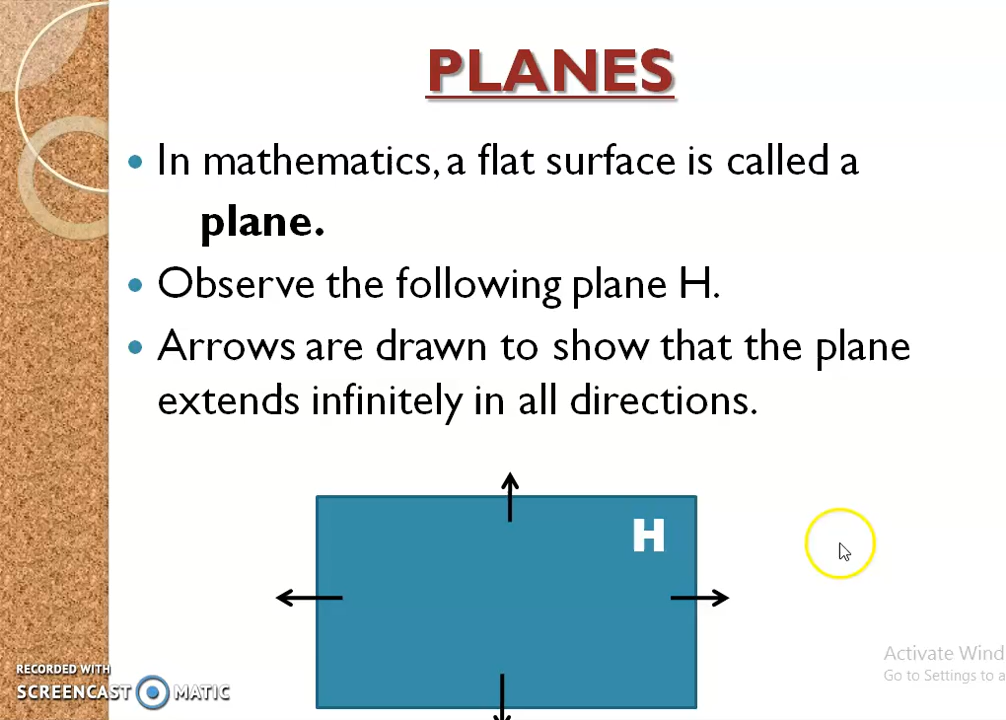 PLANES
• In mathematics, a flat surface is called a
plane.
• Observe the following plane H.
• Arrows are drawn to show that the plane
extends infinitely in all directions.
H
Activate Wind
Go to Settings to a
RECORDED WITH
SCREENCAST MATIC